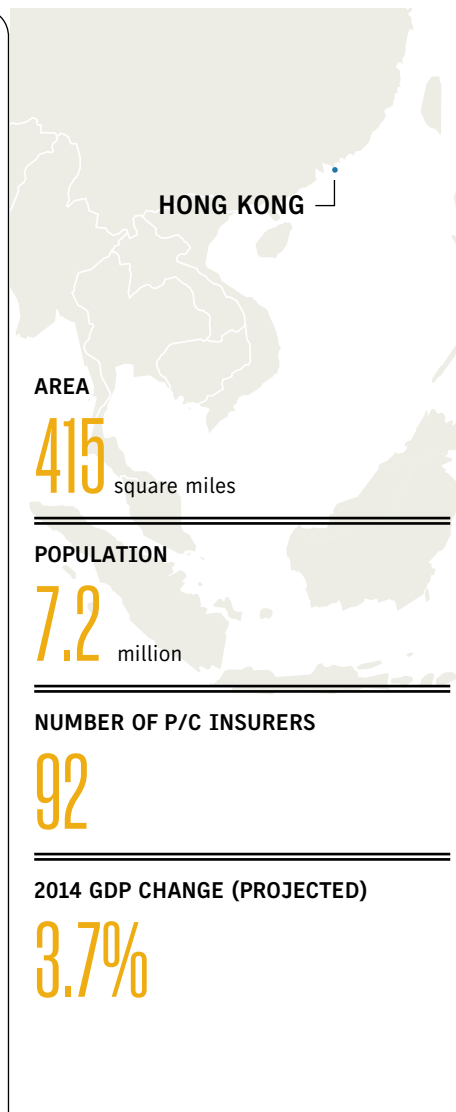 HONG KONG
AREA
415 square miles
POPULATION
7.2 million
NUMBER OF P/C INSURERS
92
2014 GDP CHANGE (PROJECTED)
3.7%